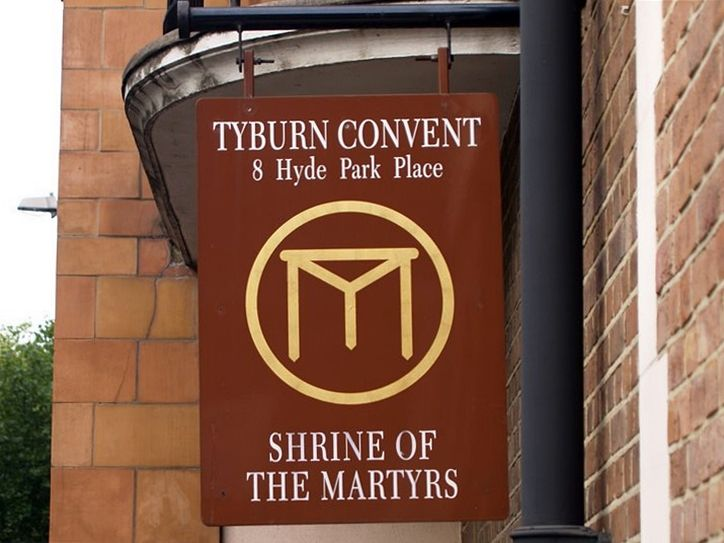 TYBURN CONVENT
8 Hyde Park Place
SHRINE OF
THE MARTYRS